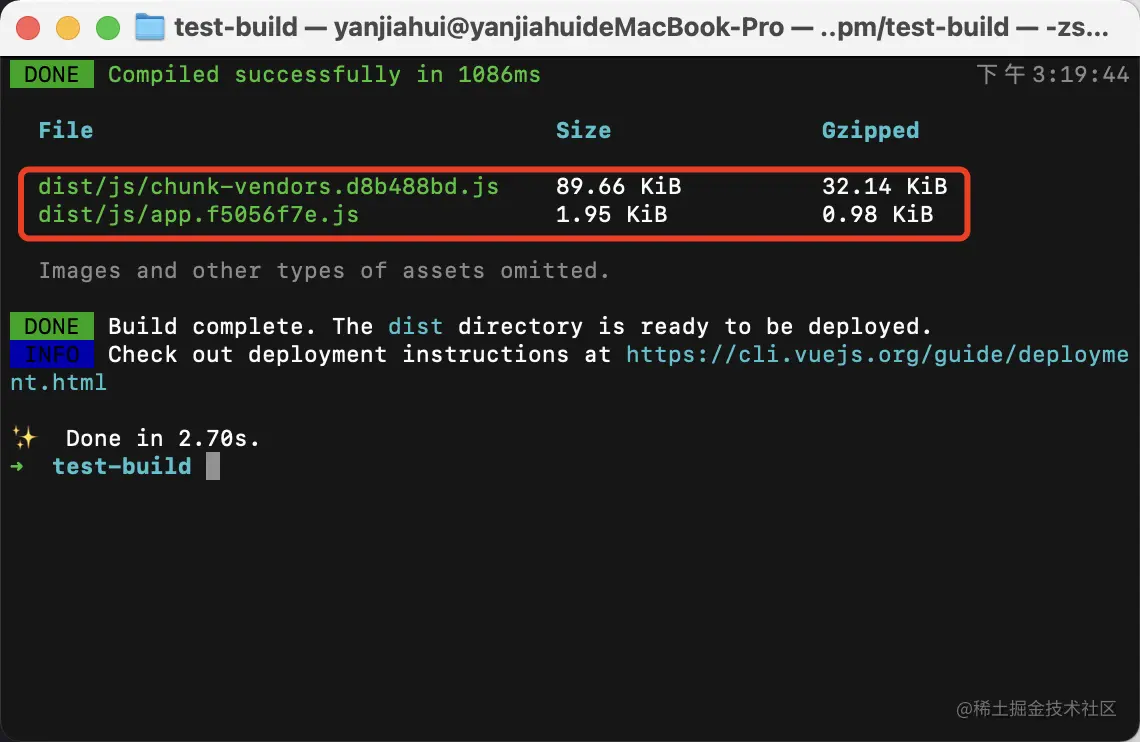 test-build — yanjiahui@yanjiahuideMacBook-Pro — ..pm/test-build — -zs...
DONE Compiled successfully in 1086ms 下午3:19:44
File Size Gzipped
dist/js/chunk-vendors.d8b488bd.js 89.66 KiB 32.14 KiB
dist/js/app.f5056f7e.js 1.95 KiB 0.98 KiB
Images and other types of assets omitted.
DONE Build complete. The dist directory is ready to be deployed.
INFO Check out deployment instructions at https://cli.vuejs.org/guide/deployme
nt.html
✨ Done in 2.70s.
➜ test-build
@稀土掘金技术社区